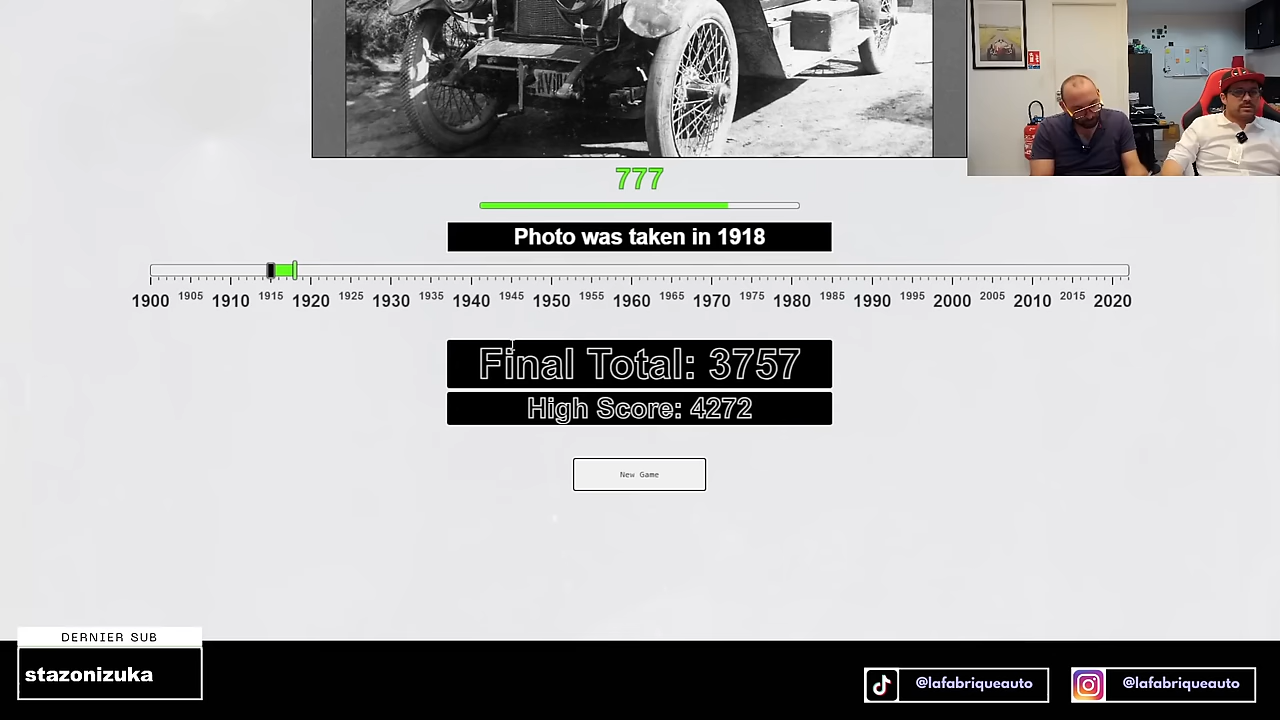 777
Photo was taken in 1918
1900 1905 1910 1915 1920 1925 1930 1935 1940 1945 1950 1955 1960 1965 1970 1975 1980 1985 1990 1995 2000 2005 2010 2015 2020
Final Total: 3757
High Score: 4272
New Game
DERNIER SUB
stazonizuka
@lafabriqueauto
@lafabriqueauto